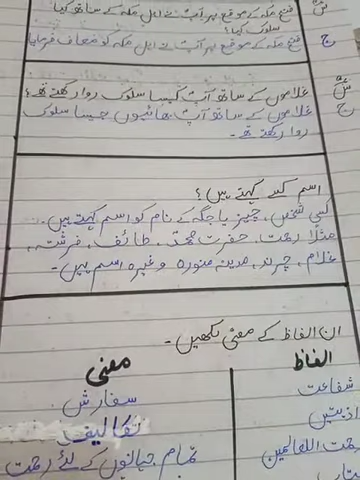 س فتح مکہ کے موقع پر آپؐ نے اہل مکہ کے ساتھ کیا
سلوک کیا؟
ج فتح مکہ کے موقع پر آپؐ نے اہل مکہ کو معاف فرمایا
س غلاموں کے ساتھ آپؐ کیسا سلوک روا رکھتے تھے؟
ج غلاموں کے ساتھ آپؐ بھائیوں جیسا سلوک
روا رکھتے تھے۔
اسم کسے کہتے ہیں؟
کسی شخص، چیز یا جگہ کے نام کو اسم کہتے ہیں۔
مثلاً رحمت، حضرت محمدؐ، طائف، فرشتہ،
غلام، چرند، مدینہ منورہ وغیرہ اسم ہیں۔
ان الفاظ کے معنی لکھیں۔
الفاظ معنی
شفاعت سفارش
اذیتیں تکالیف
رحمت اللعالمین تمام جہانوں کے لئے رحمت